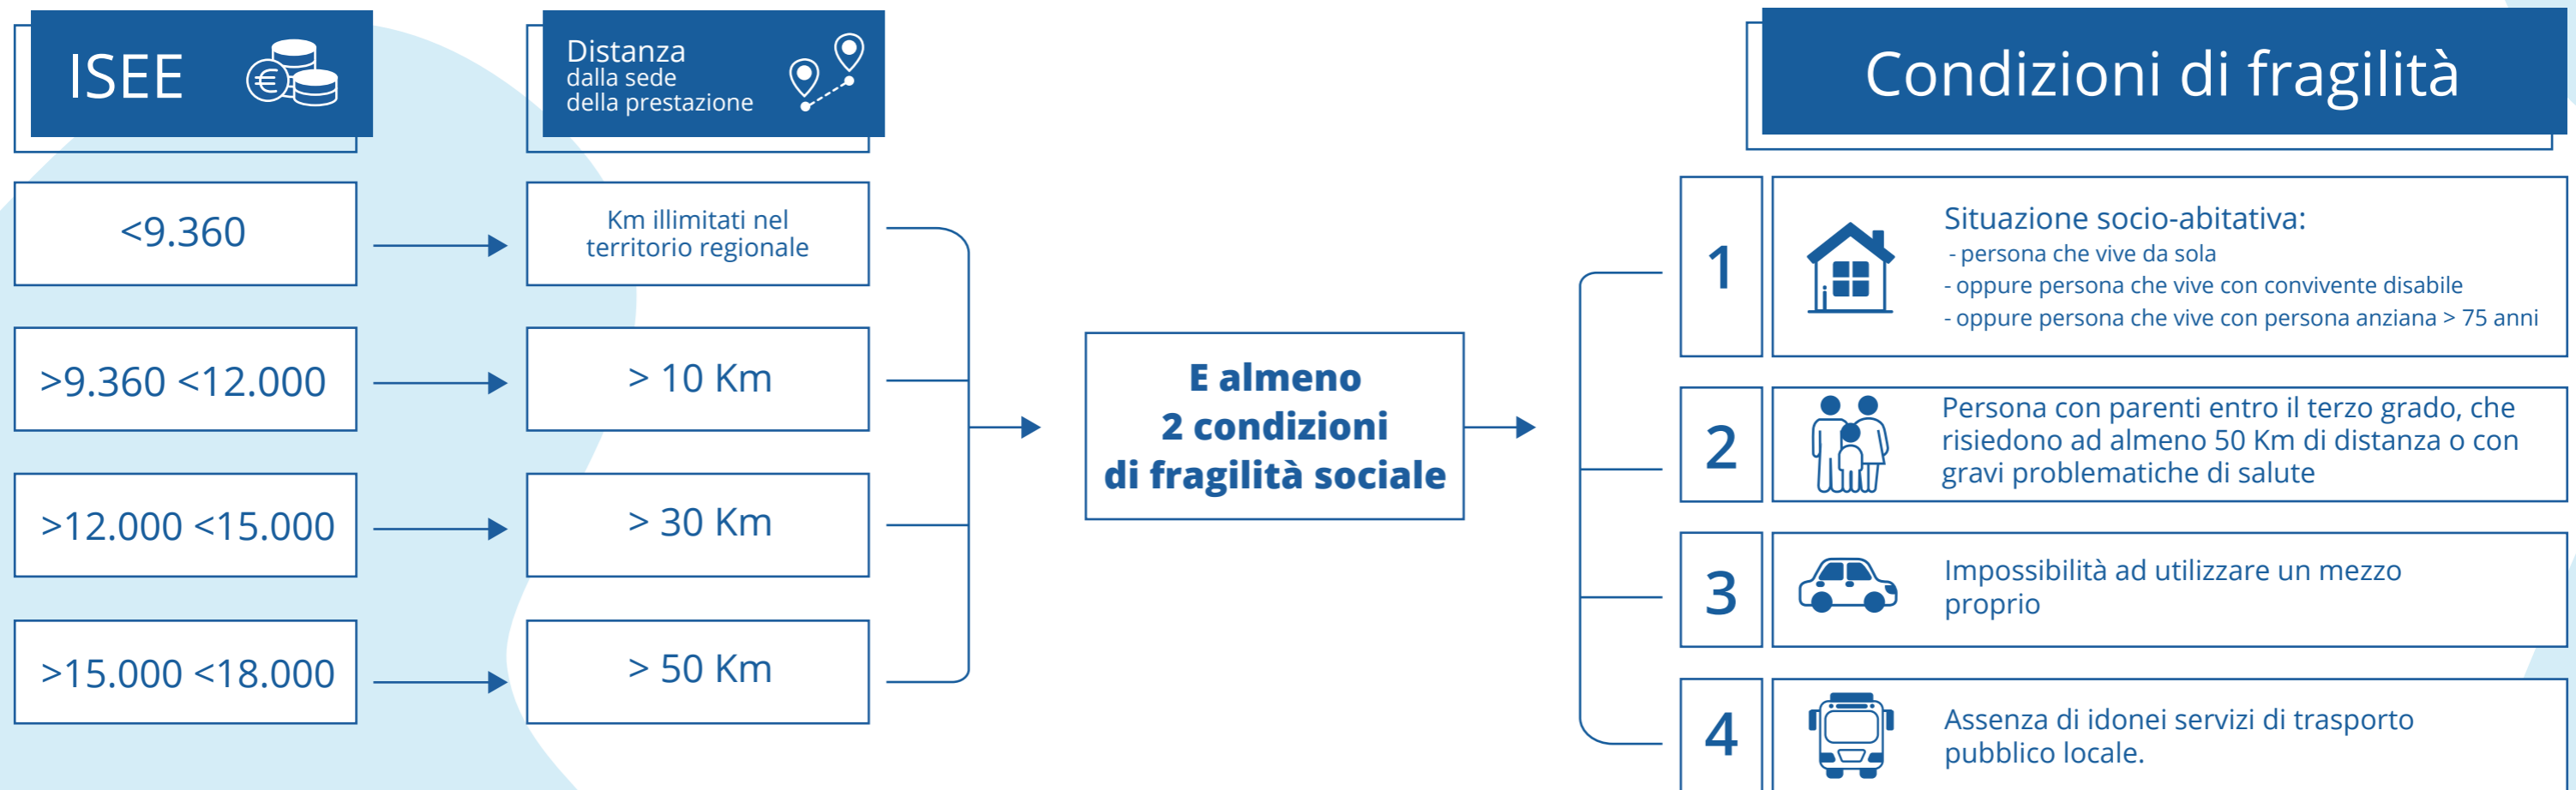 ISEE
Distanza
dalla sede
della prestazione
Condizioni di fragilità
<9.360
Km illimitati nel
territorio regionale
>9.360 <12.000
> 10 Km
>12.000 <15.000
> 30 Km
>15.000 <18.000
> 50 Km
E almeno
2 condizioni
di fragilità sociale
1
Situazione socio-abitativa:
- persona che vive da sola
- oppure persona che vive con convivente disabile
- oppure persona che vive con persona anziana > 75 anni
2
Persona con parenti entro il terzo grado, che
risiedono ad almeno 50 Km di distanza o con
gravi problematiche di salute
3
Impossibilità ad utilizzare un mezzo
proprio
4
Assenza di idonei servizi di trasporto
pubblico locale.